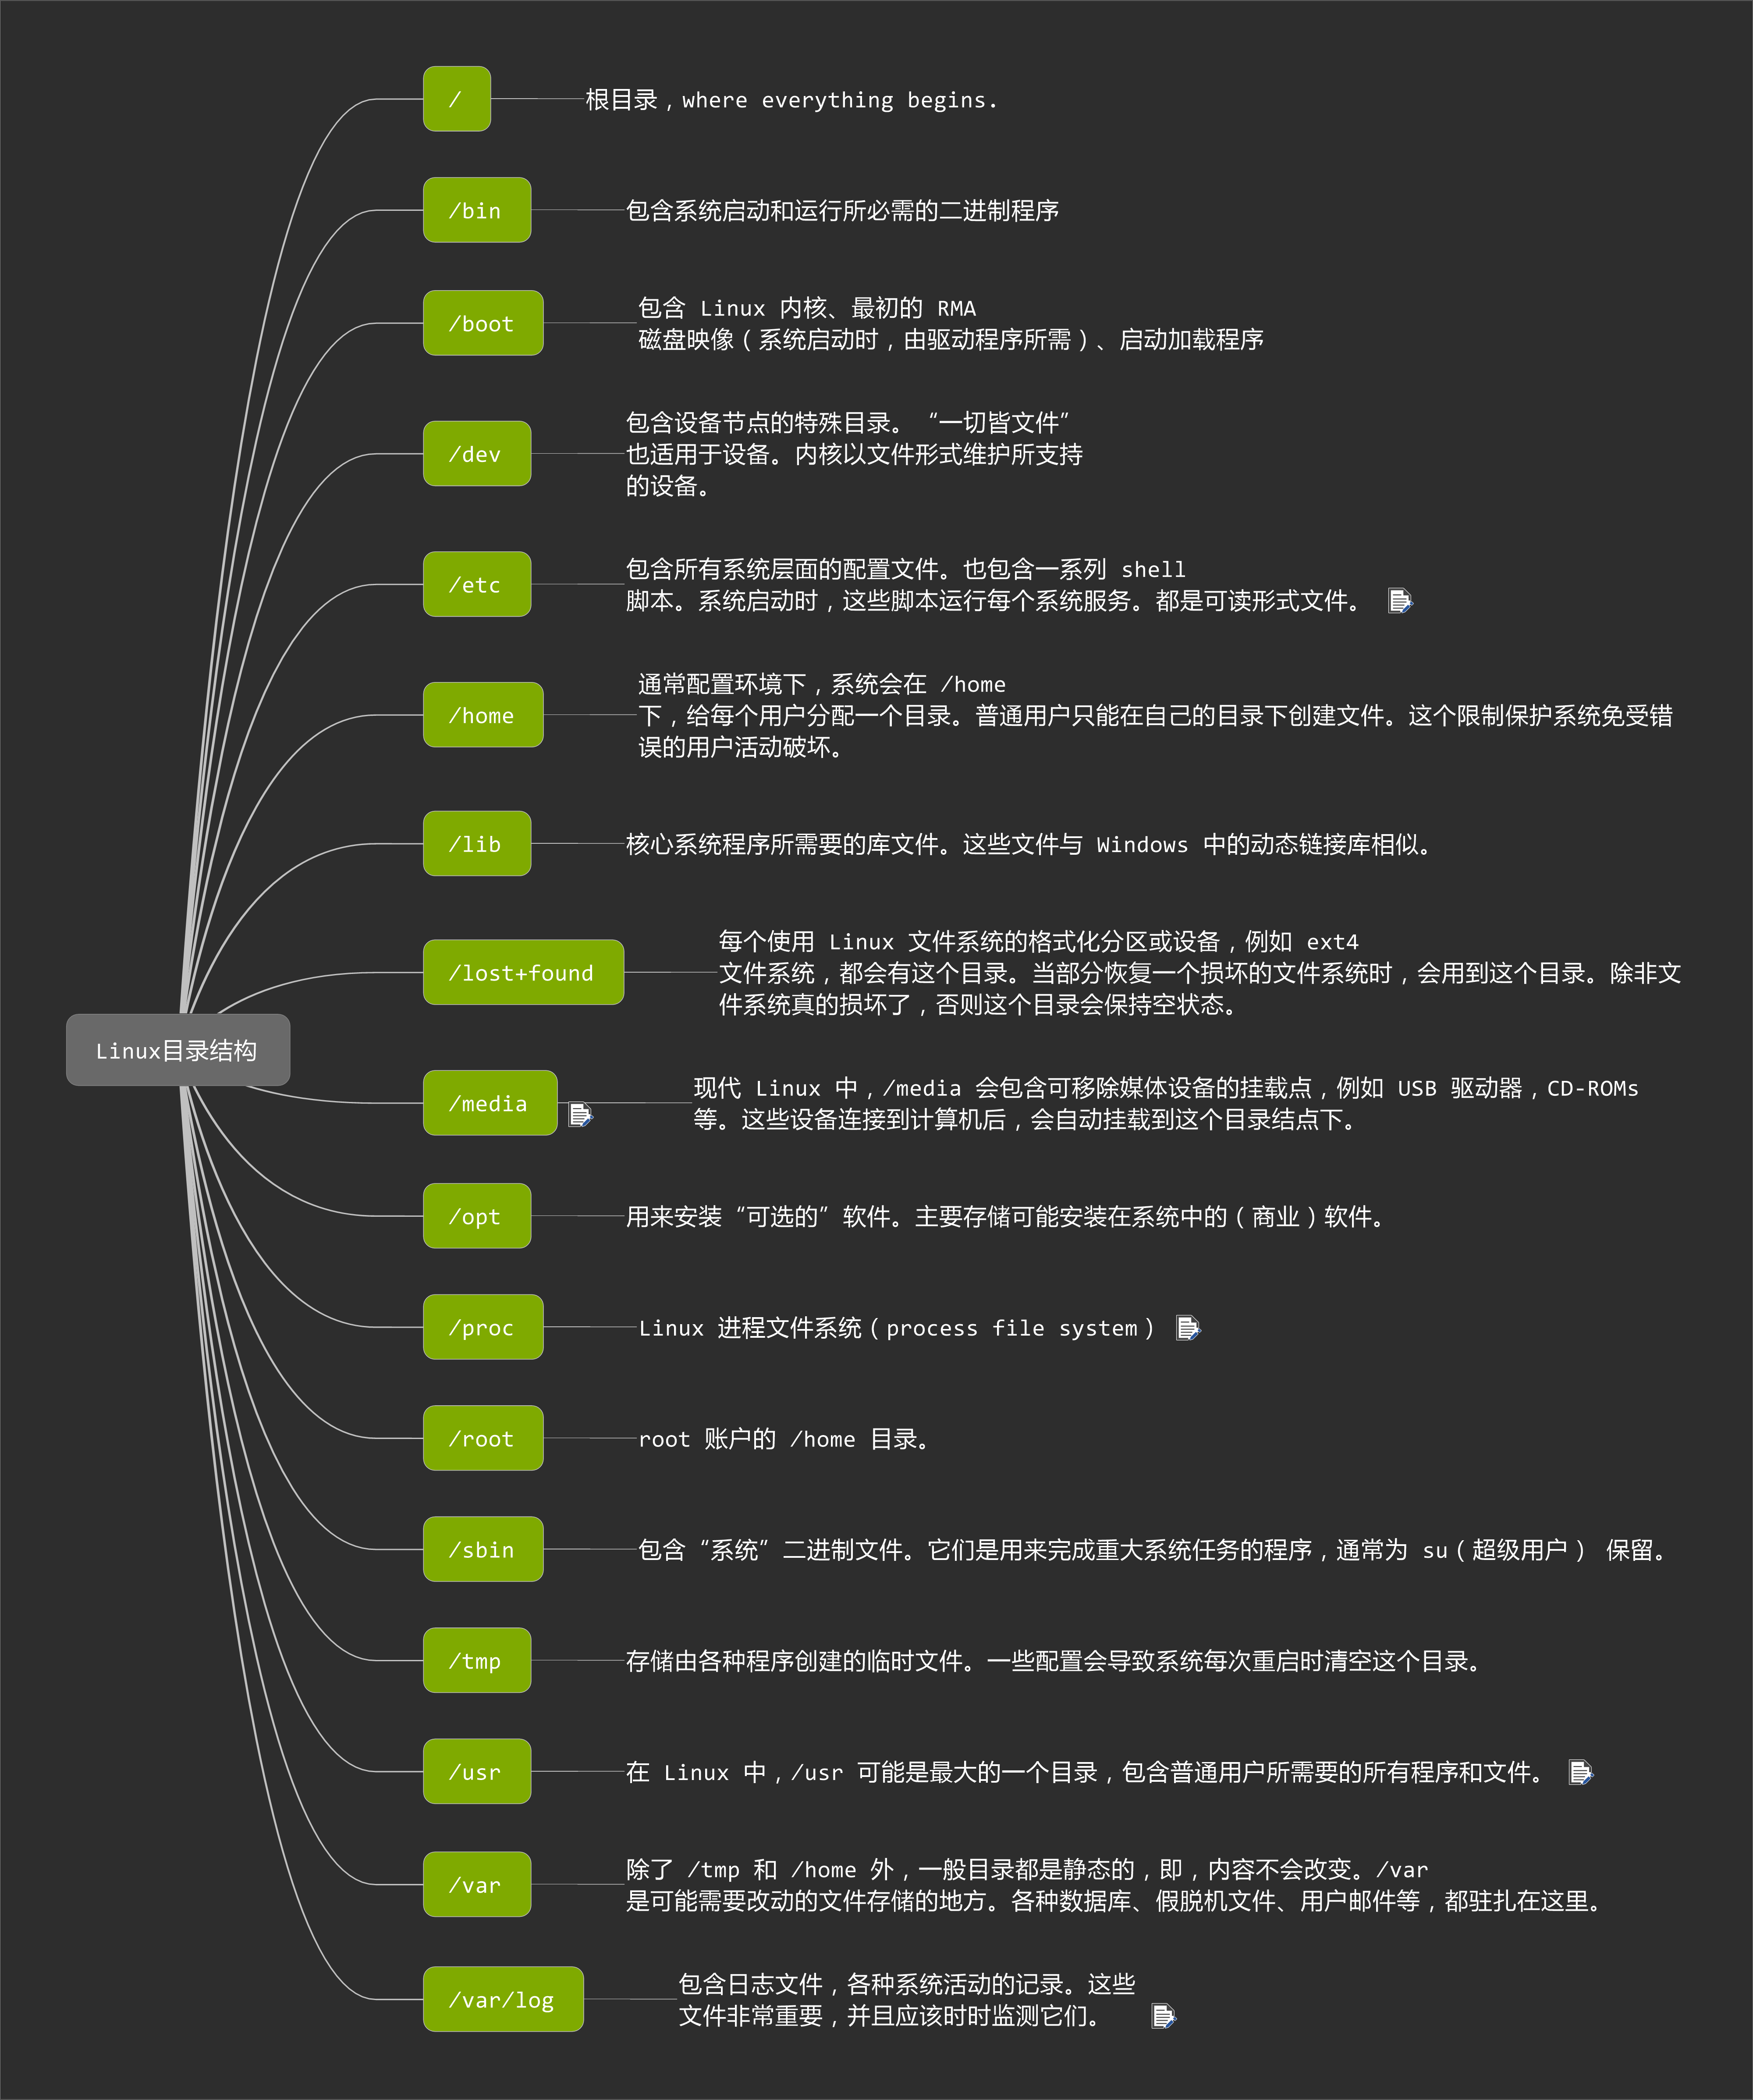 /
根目录，where everything begins.
/bin
包含系统启动和运行所必需的二进制程序
/boot
包含 Linux 内核、最初的 RMA
磁盘映像（系统启动时，由驱动程序所需）、启动加载程序
/dev
包含设备节点的特殊目录。“一切皆文件”
也适用于设备。内核以文件形式维护所支持
的设备。
/etc
包含所有系统层面的配置文件。也包含一系列 shell
脚本。系统启动时，这些脚本运行每个系统服务。都是可读形式文件。
/home
通常配置环境下，系统会在 /home
下，给每个用户分配一个目录。普通用户只能在自己的目录下创建文件。这个限制保护系统免受错
误的用户活动破坏。
/lib
核心系统程序所需要的库文件。这些文件与 Windows 中的动态链接库相似。
/lost+found
每个使用 Linux 文件系统的格式化分区或设备，例如 ext4
文件系统，都会有这个目录。当部分恢复一个损坏的文件系统时，会用到这个目录。除非文
件系统真的损坏了，否则这个目录会保持空状态。
Linux目录结构
/media
现代 Linux 中，/media 会包含可移除媒体设备的挂载点，例如 USB 驱动器，CD-ROMs
等。这些设备连接到计算机后，会自动挂载到这个目录结点下。
/opt
用来安装“可选的”软件。主要存储可能安装在系统中的（商业）软件。
/proc
Linux 进程文件系统（process file system）
/root
root 账户的 /home 目录。
/sbin
包含“系统”二进制文件。它们是用来完成重大系统任务的程序，通常为 su（超级用户） 保留。
/tmp
存储由各种程序创建的临时文件。一些配置会导致系统每次重启时清空这个目录。
/usr
在 Linux 中，/usr 可能是最大的一个目录，包含普通用户所需要的所有程序和文件。
/var
除了 /tmp 和 /home 外，一般目录都是静态的，即，内容不会改变。/var
是可能需要改动的文件存储的地方。各种数据库、假脱机文件、用户邮件等，都驻扎在这里。
/var/log
包含日志文件，各种系统活动的记录。这些
文件非常重要，并且应该时时监测它们。